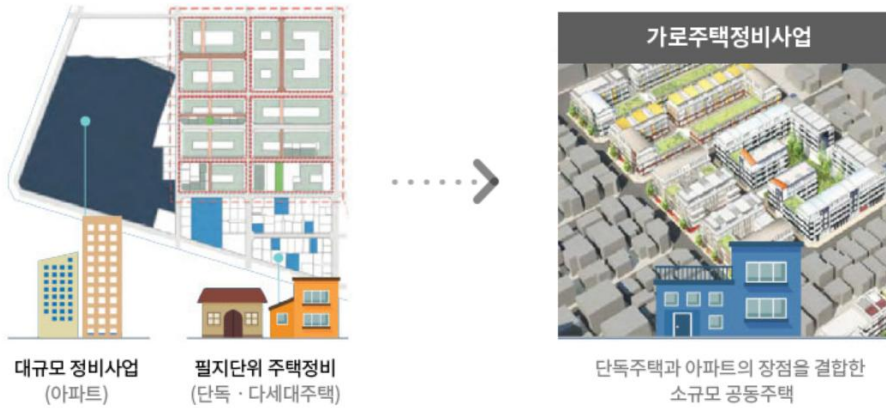 가로주택정비사업
대규모 정비사업
(아파트)
필지단위 주택정비
(단독 · 다세대주택)
단독주택과 아파트의 장점을 결합한
소규모 공동주택